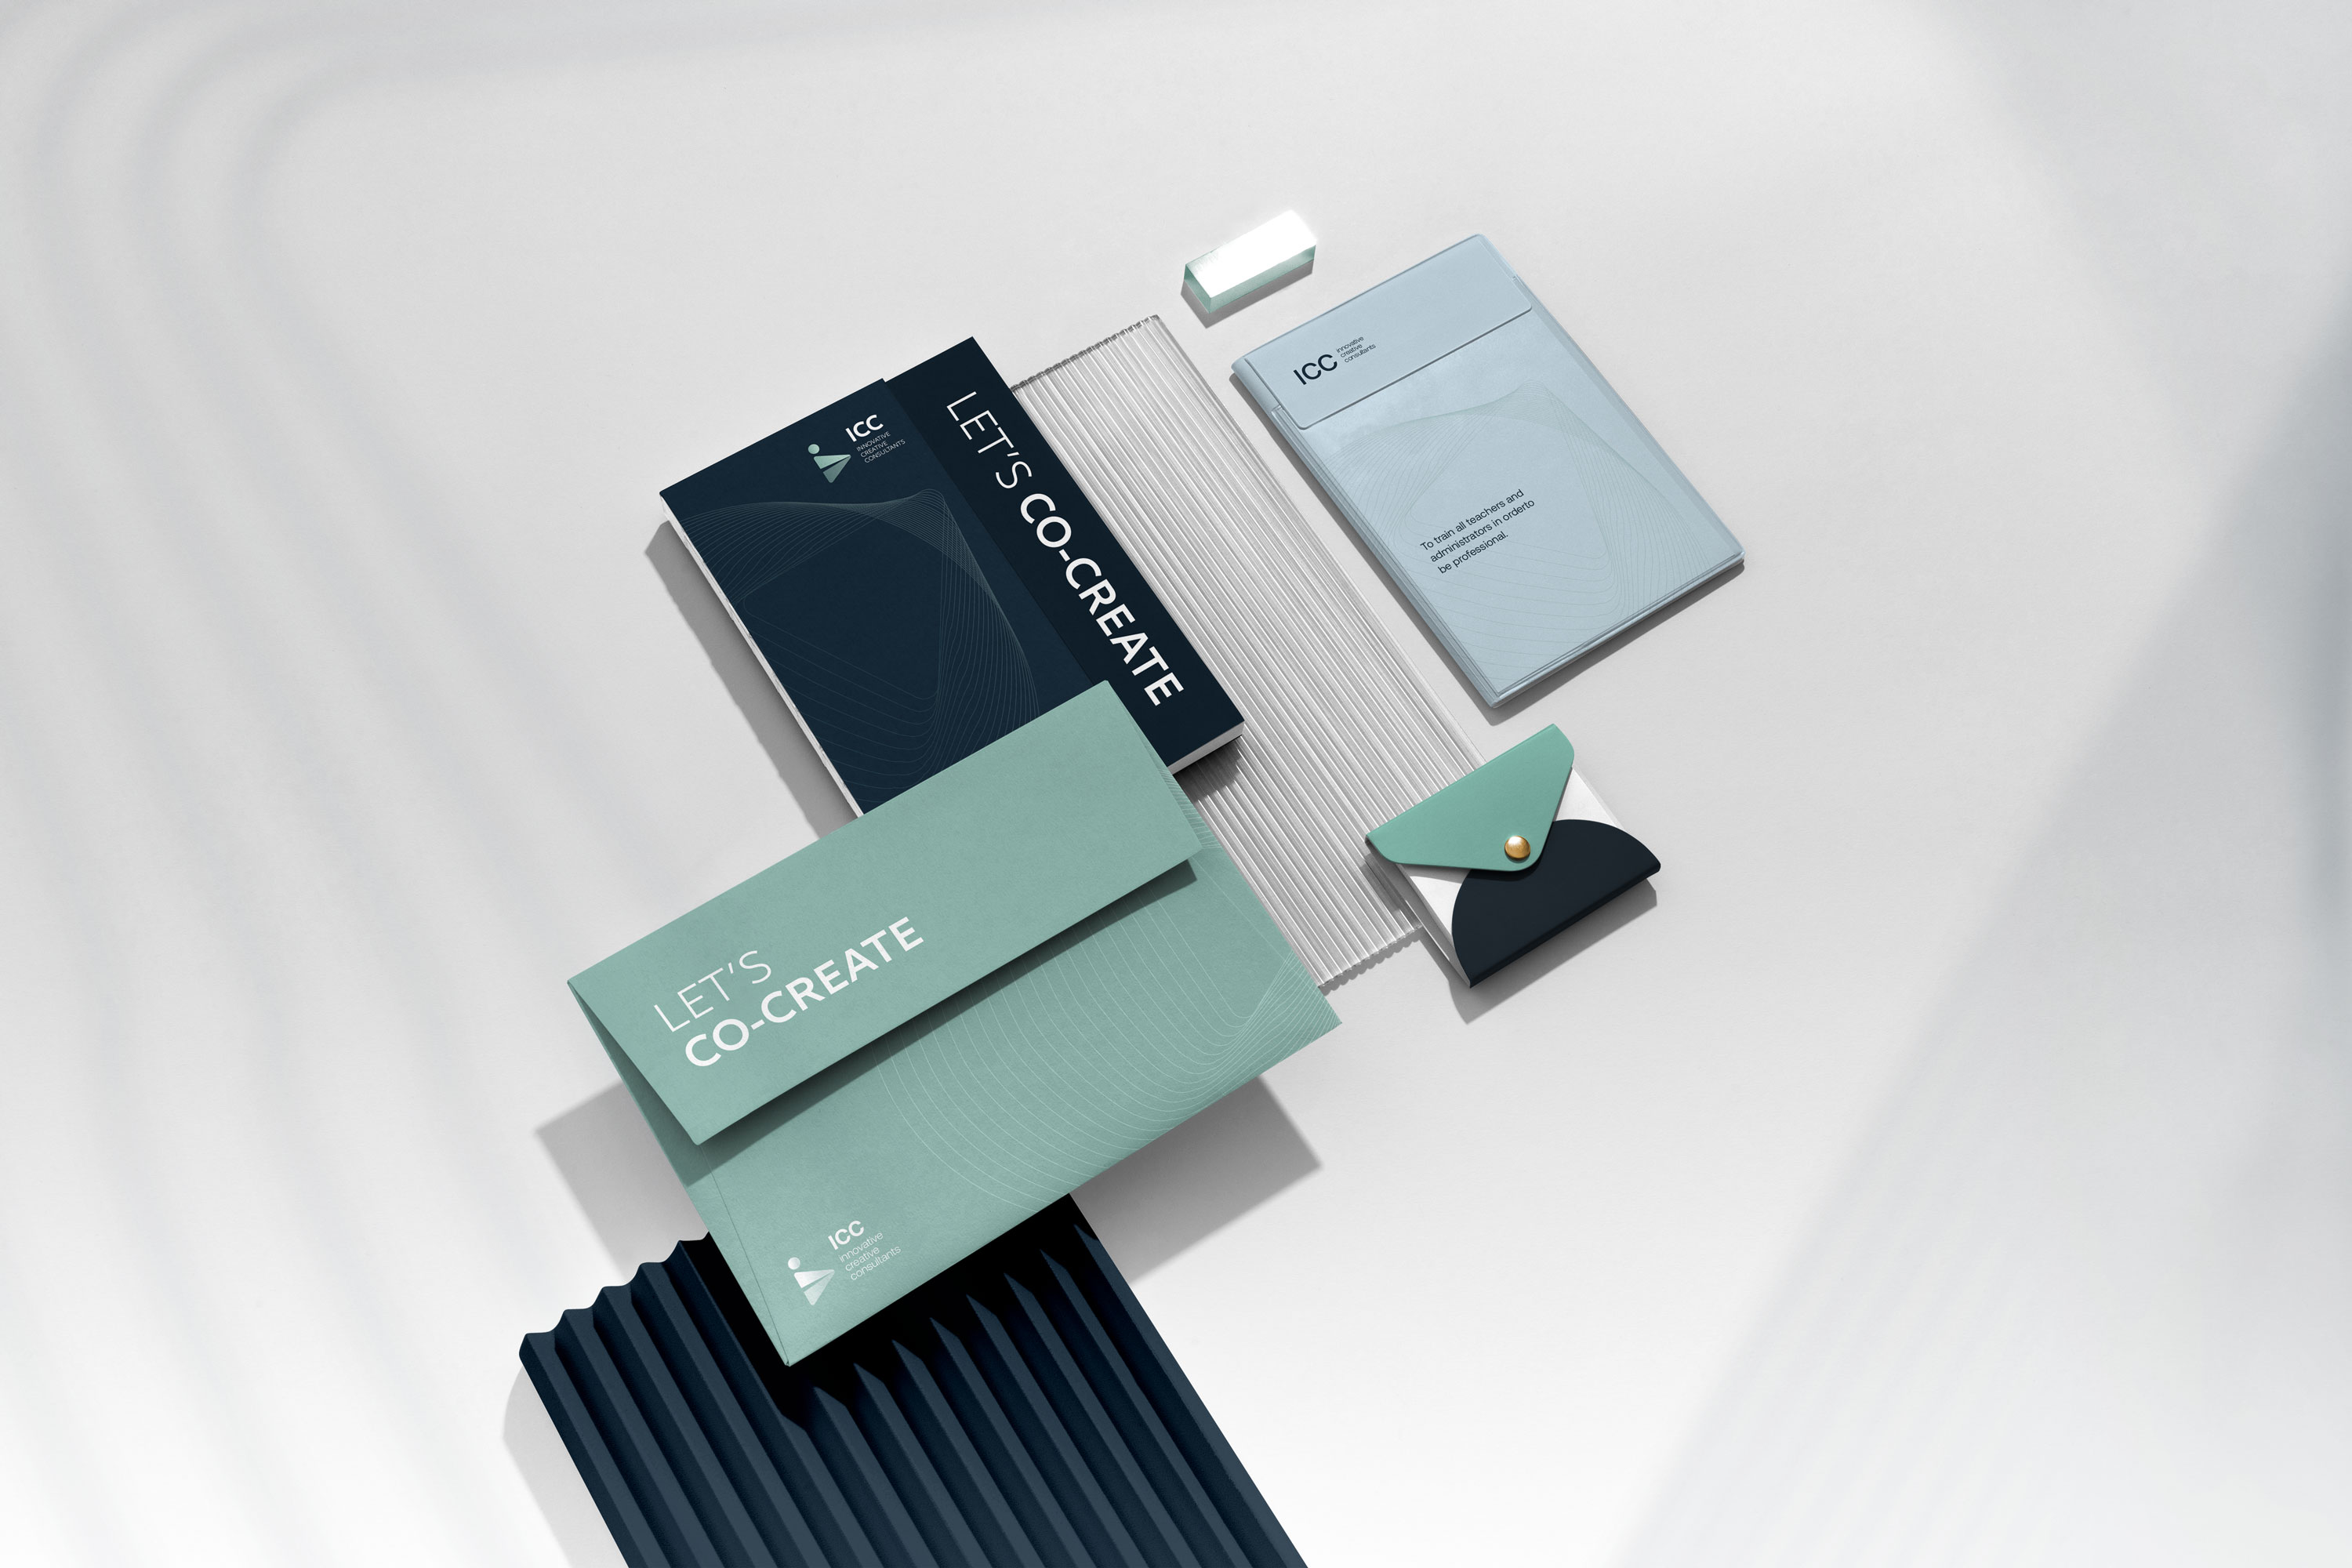 ICC
INNOVATIVE
CREATIVE
CONSULTANTS
LET'S CO-CREATE
ICC
innovative
creative
consultants
To train all teachers and
administrators in orderto
be professional.
LET'S
CO-CREATE
ICC
innovative
creative
consultants